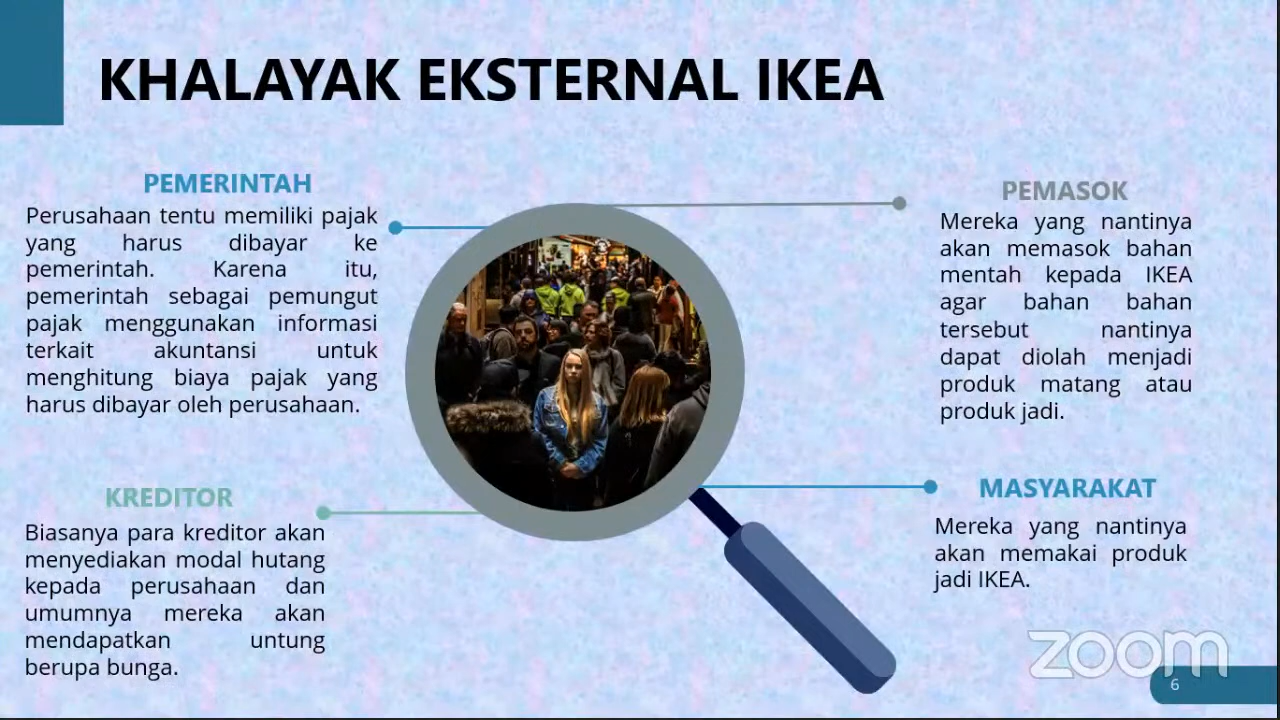 KHALAYAK EKSTERNAL IKEA
PEMERINTAH
Perusahaan tentu memiliki pajak
yang harus dibayar ke
pemerintah. Karena itu,
pemerintah sebagai pemungut
pajak menggunakan informasi
terkait akuntansi untuk
menghitung biaya pajak yang
harus dibayar oleh perusahaan.
PEMASOK
Mereka yang nantinya
akan memasok bahan
mentah kepada IKEA
agar bahan bahan
tersebut nantinya
dapat diolah menjadi
produk matang atau
produk jadi.
KREDITOR
Biasanya para kreditor akan
menyediakan modal hutang
kepada perusahaan dan
umumnya mereka akan
mendapatkan untung
berupa bunga.
MASYARAKAT
Mereka yang nantinya
akan memakai produk
jadi IKEA.
zoom
6